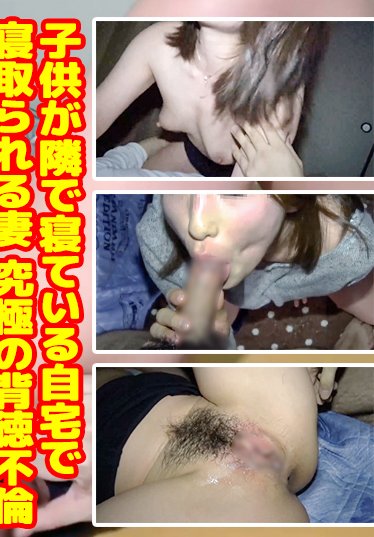 子供が隣で寝ている自宅で
寝取られる妻 究極の背徳不倫